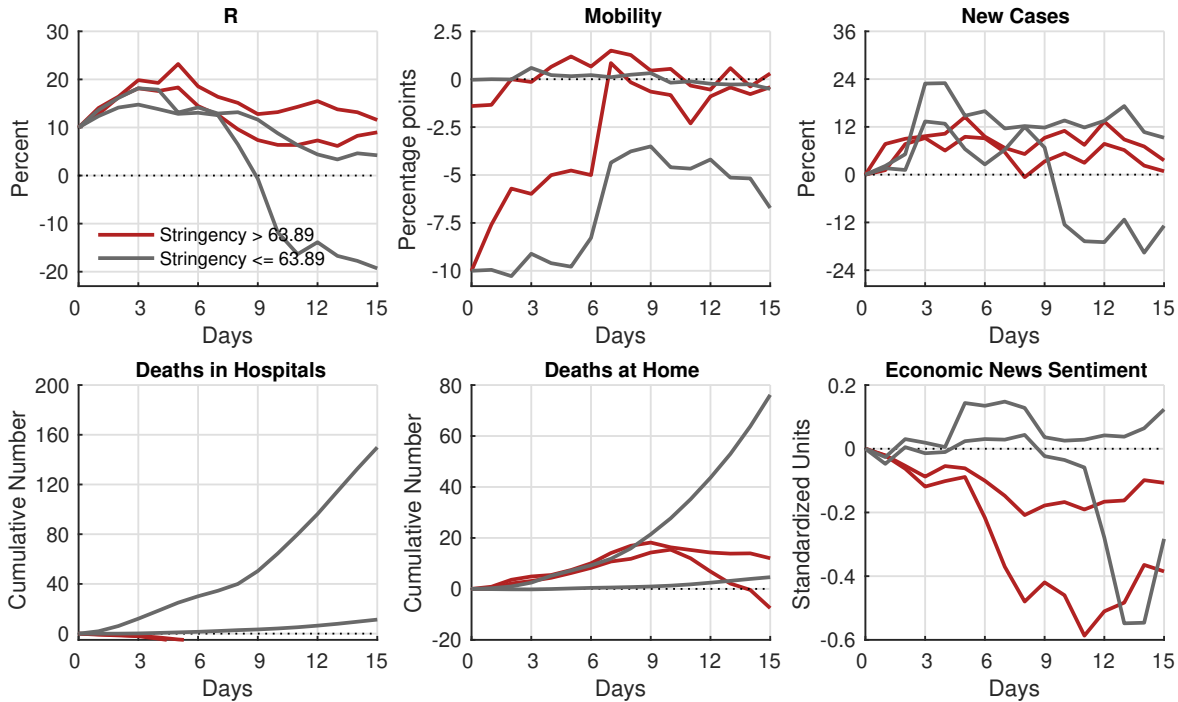 R
30
20
10
0
-10
-20
Percent
Stringency > 63.89
Stringency <= 63.89
0 3 6 9 12 15
Days
Mobility
2.5
0
-2.5
-5
-7.5
-10
Percentage points
0 3 6 9 12 15
Days
New Cases
36
24
12
0
-12
-24
Percent
0 3 6 9 12 15
Days
Deaths in Hospitals
200
160
120
80
40
0
Cumulative Number
0 3 6 9 12 15
Days
Deaths at Home
80
60
40
20
0
-20
Cumulative Number
0 3 6 9 12 15
Days
Economic News Sentiment
0.2
0
-0.2
-0.4
-0.6
Standardized Units
0 3 6 9 12 15
Days